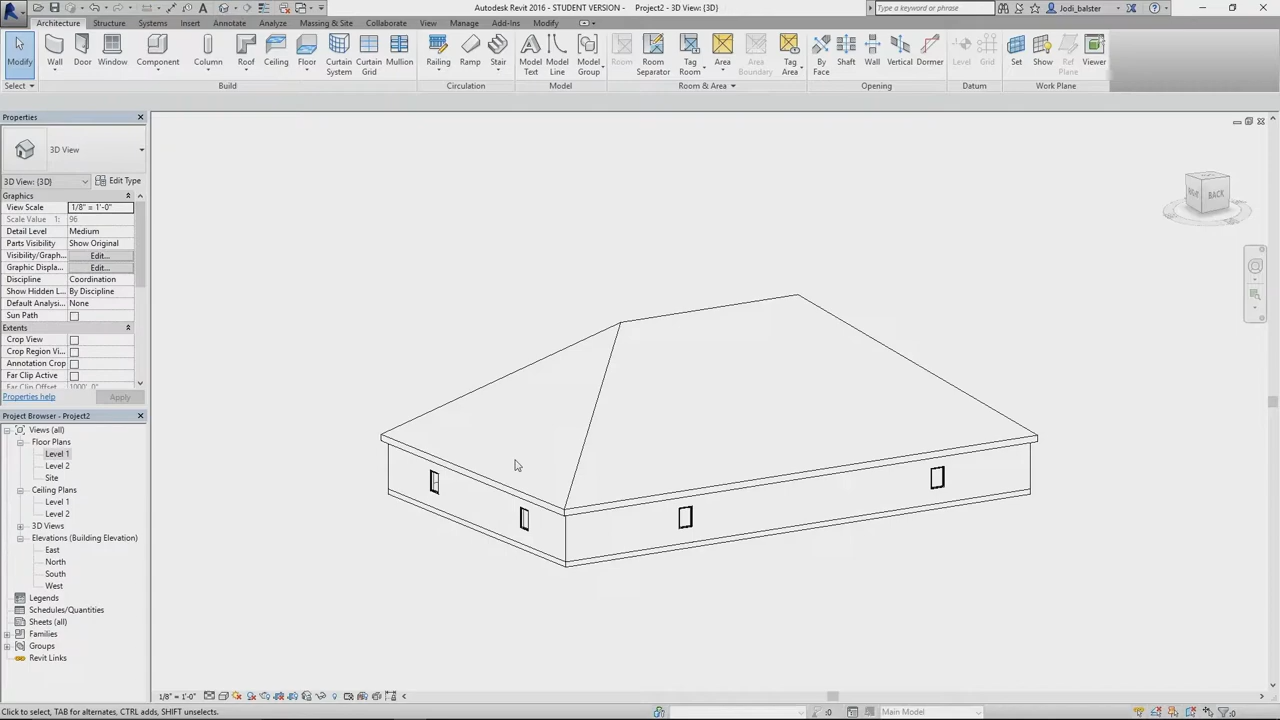 Autodesk Revit 2016 - STUDENT VERSION - Project2 - 3D View: {3D}
Type a keyword or phrase
Jodi_balster
Architecture Structure Systems Insert Annotate Analyze Massing & Site Collaborate View Manage Add-Ins Modify
Modify Wall Door Window Component Column Roof Ceiling Floor Curtain System Curtain Grid Mullion Railing Ramp Stair Model Text Model Line Model Group Room Room Separator Tag Room Area Area Boundary Tag Area By Face Shaft Wall Vertical Dormer Level Grid Set Show Ref Plane Viewer
Select Build Circulation Model Room & Area Opening Datum Work Plane
Properties
3D View
3D View: {3D} Edit Type
Graphics
View Scale 1/8" = 1'-0"
Scale Value 1: 96
Detail Level Medium
Parts Visibility Show Original
Visibility/Graph... Edit...
Graphic Displa... Edit...
Discipline Coordination
Show Hidden L... By Discipline
Default Analysi... None
Sun Path
Extents
Crop View
Crop Region Vi...
Annotation Crop
Far Clip Active
Far Clip Offset 1000' 0"
Properties help Apply
Project Browser - Project2
Views (all)
Floor Plans
Level 1
Level 2
Site
Ceiling Plans
Level 1
Level 2
3D Views
Elevations (Building Elevation)
East
North
South
West
Legends
Schedules/Quantities
Sheets (all)
Families
Groups
Revit Links
BACK
1/8" = 1'-0"
Click to select, TAB for alternates, CTRL adds, SHIFT unselects.
:0
Main Model
:0